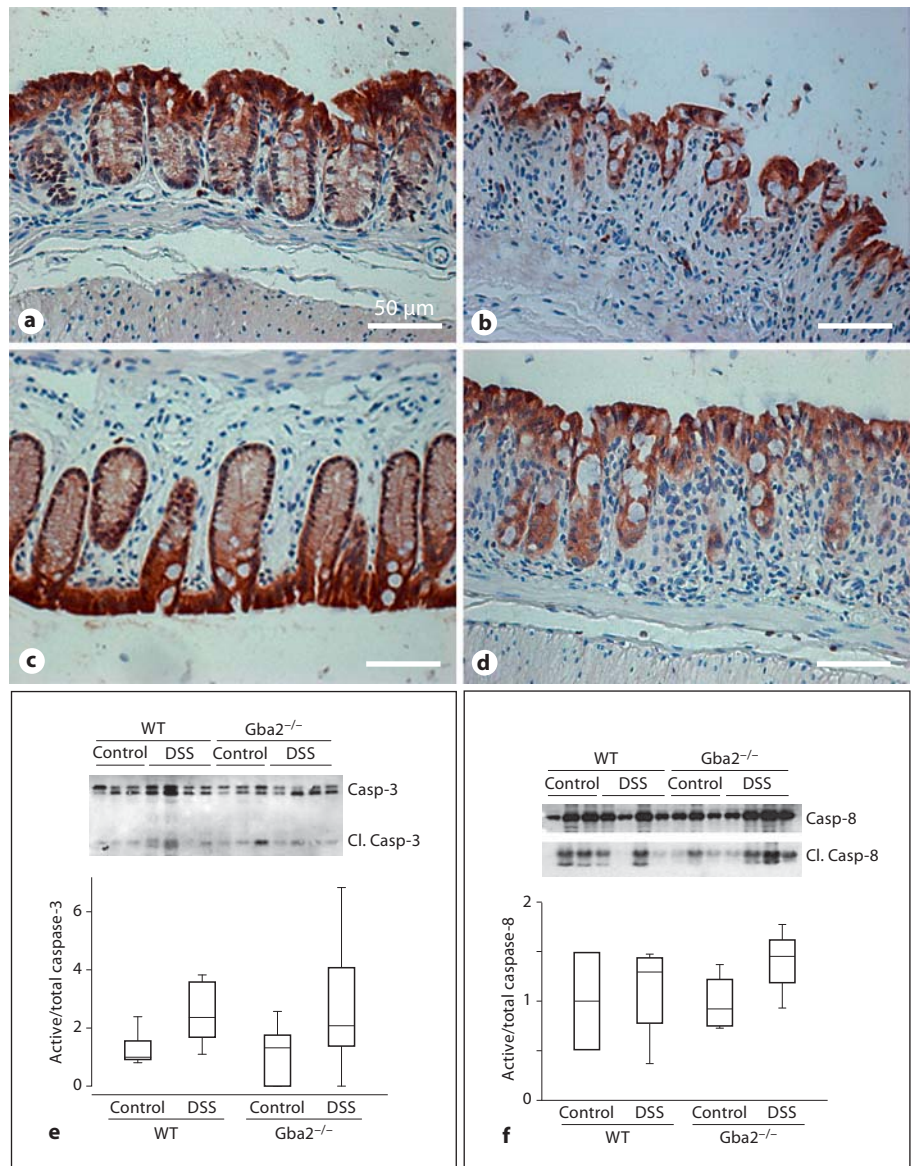 50 µm
a
b
c
d
WT Gba2⁻/⁻
Control DSS Control DSS
Casp-3
Cl. Casp-3
Active/total caspase-3
6
4
2
0
Control DSS Control DSS
WT Gba2⁻/⁻
e
WT Gba2⁻/⁻
Control DSS Control DSS
Casp-8
Cl. Casp-8
Active/total caspase-8
2
1
0
Control DSS Control DSS
WT Gba2⁻/⁻
f